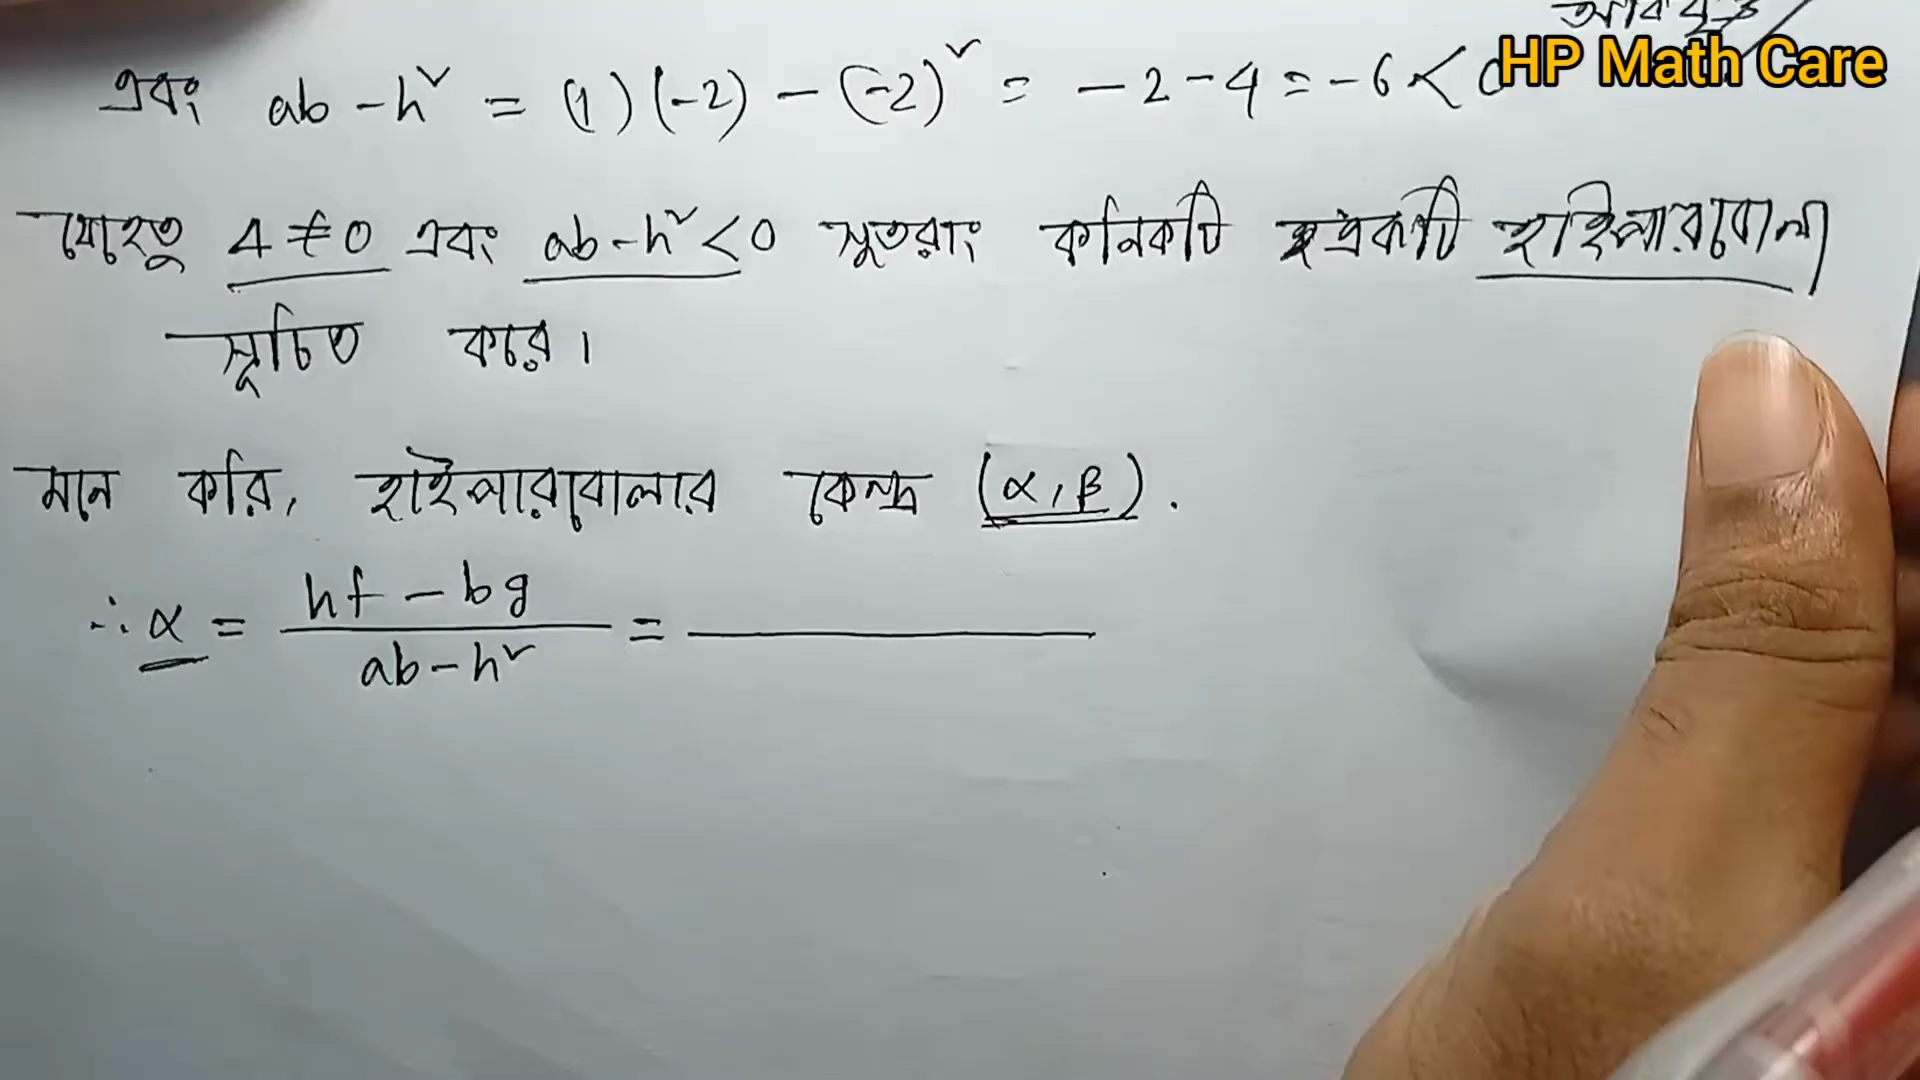 HP Math Care
এবং ab - h² = (1)(-2) - (-2)² = -2 - 4 = -6 < 0
যেহেতু Δ ≠ 0 এবং ab - h² < 0 সুতরাং কনিকটি একটি হাইপারবোলা
সূচিত করে।
মনে করি, হাইপারবোলার কেন্দ্র (α, β).
∴ α = hf - bg / ab - h² =